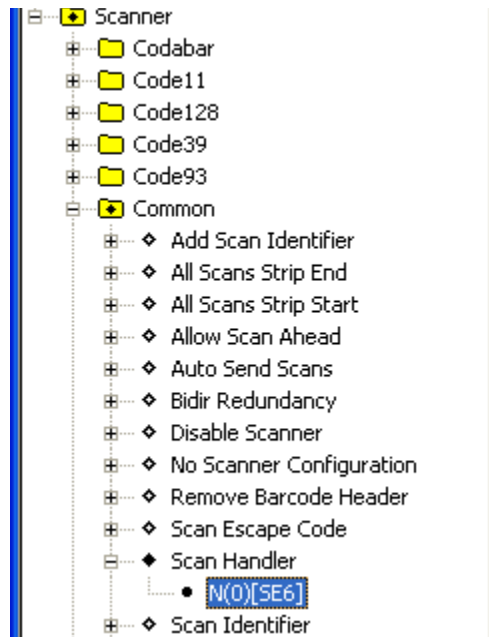 Scanner
Codabar
Code11
Code128
Code39
Code93
Common
Add Scan Identifier
All Scans Strip End
All Scans Strip Start
Allow Scan Ahead
Auto Send Scans
Bidir Redundancy
Disable Scanner
No Scanner Configuration
Remove Barcode Header
Scan Escape Code
Scan Handler
N(0)[SE6]
Scan Identifier